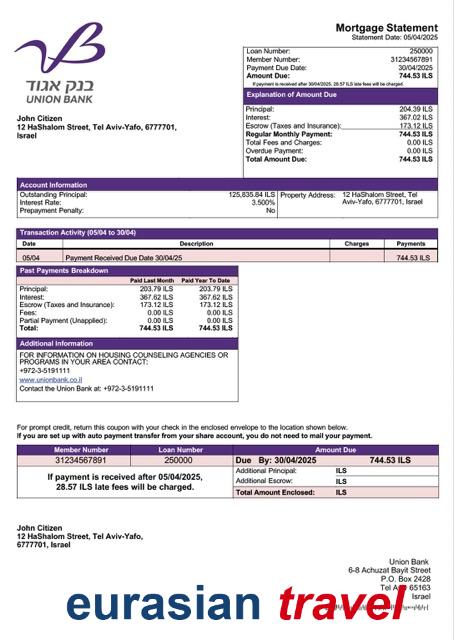 בנק אגוד
UNION BANK
Mortgage Statement
Statement Date: 05/04/2025
Loan Number: 250000
Member Number: 31234567891
Payment Due Date: 30/04/2025
Amount Due: 744.53 ILS
If payment is received after 30/04/2025, 28.57 ILS late fees will be charged.
John Citizen
12 HaShalom Street, Tel Aviv-Yafo, 6777701,
Israel
Explanation of Amount Due
Principal: 204.39 ILS
Interest: 367.02 ILS
Escrow (Taxes and Insurance): 173.12 ILS
Regular Monthly Payment: 744.53 ILS
Total Fees and Charges: 0.00 ILS
Overdue Payment: 0.00 ILS
Total Amount Due: 744.53 ILS
Account Information
Outstanding Principal: 125,835.84 ILS
Interest Rate: 3.500%
Prepayment Penalty: No
Property Address: 12 HaShalom Street, Tel
Aviv-Yafo, 6777701, Israel
Transaction Activity (05/04 to 30/04)
Date Description Charges Payments
05/04 Payment Received Due Date 30/04/25 744.53 ILS
Past Payments Breakdown
Paid Last Month Paid Year To Date
Principal: 203.79 ILS 203.79 ILS
Interest: 367.62 ILS 367.62 ILS
Escrow (Taxes and Insurance): 173.12 ILS 173.12 ILS
Fees: 0.00 ILS 0.00 ILS
Partial Payment (Unapplied): 0.00 ILS 0.00 ILS
Total: 744.53 ILS 744.53 ILS
Additional Information
FOR INFORMATION ON HOUSING COUNSELING AGENCIES OR
PROGRAMS IN YOUR AREA CONTACT:
+972-3-5191111
www.unionbank.co.il
Contact the Union Bank at: +972-3-5191111
For prompt credit, return this coupon with your check in the enclosed envelope to the location shown below.
If you are set up with auto payment transfer from your share account, you do not need to mail your payment.
Member Number Loan Number Amount Due
31234567891 250000 Due By: 30/04/2025 744.53 ILS
If payment is received after 05/04/2025,
28.57 ILS late fees will be charged.
Additional Principal: ILS
Additional Escrow: ILS
Total Amount Enclosed: ILS
John Citizen
12 HaShalom Street, Tel Aviv-Yafo,
6777701, Israel
Union Bank
6-8 Achuzat Bayit Street
P.O. Box 2428
Tel 65163
Israel
eurasian travel